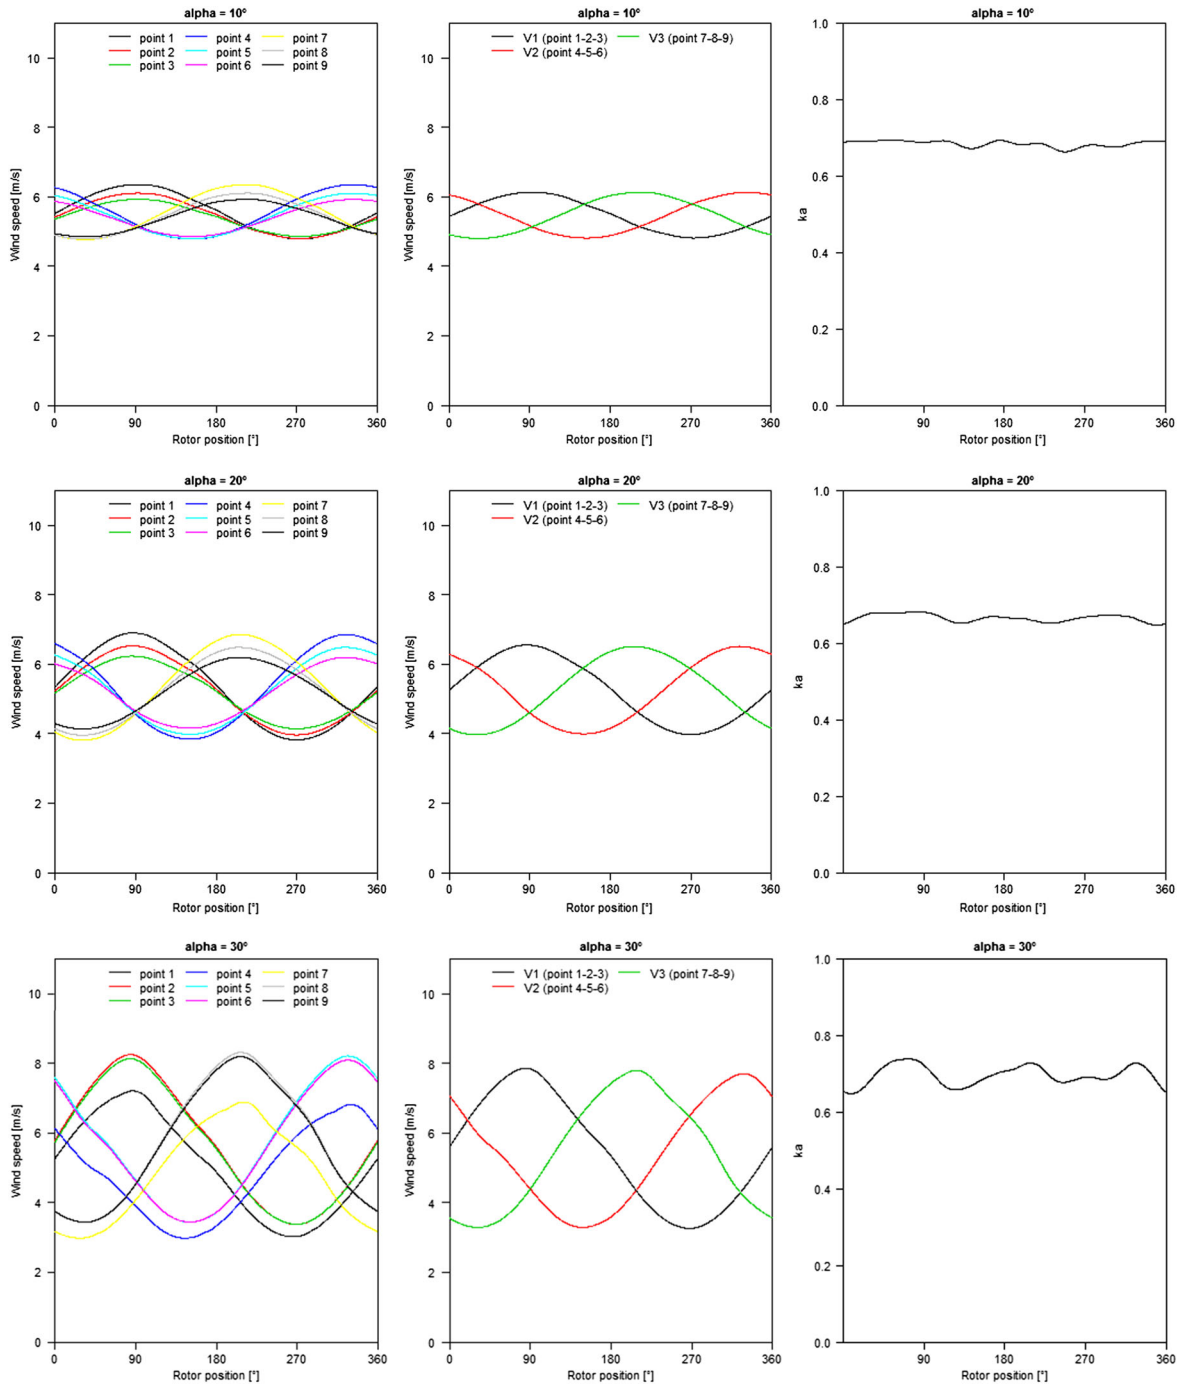 alpha = 10º
point 1 point 4 point 7
point 2 point 5 point 8
point 3 point 6 point 9
Wind speed [m/s]
10
8
6
4
2
0
0 90 180 270 360
Rotor position [°]
alpha = 10º
V1 (point 1-2-3) V3 (point 7-8-9)
V2 (point 4-5-6)
Wind speed [m/s]
10
8
6
4
2
0
0 90 180 270 360
Rotor position [°]
alpha = 10º
ka
1.0
0.8
0.6
0.4
0.2
0.0
90 180 270 360
Rotor position [°]
alpha = 20º
point 1 point 4 point 7
point 2 point 5 point 8
point 3 point 6 point 9
Wind speed [m/s]
10
8
6
4
2
0
0 90 180 270 360
Rotor position [°]
alpha = 20º
V1 (point 1-2-3) V3 (point 7-8-9)
V2 (point 4-5-6)
Wind speed [m/s]
10
8
6
4
2
0
0 90 180 270 360
Rotor position [°]
alpha = 20º
ka
1.0
0.8
0.6
0.4
0.2
0.0
90 180 270 360
Rotor position [°]
alpha = 30º
point 1 point 4 point 7
point 2 point 5 point 8
point 3 point 6 point 9
Wind speed [m/s]
10
8
6
4
2
0
0 90 180 270 360
Rotor position [°]
alpha = 30º
V1 (point 1-2-3) V3 (point 7-8-9)
V2 (point 4-5-6)
Wind speed [m/s]
10
8
6
4
2
0
0 90 180 270 360
Rotor position [°]
alpha = 30º
ka
1.0
0.8
0.6
0.4
0.2
0.0
90 180 270 360
Rotor position [°]